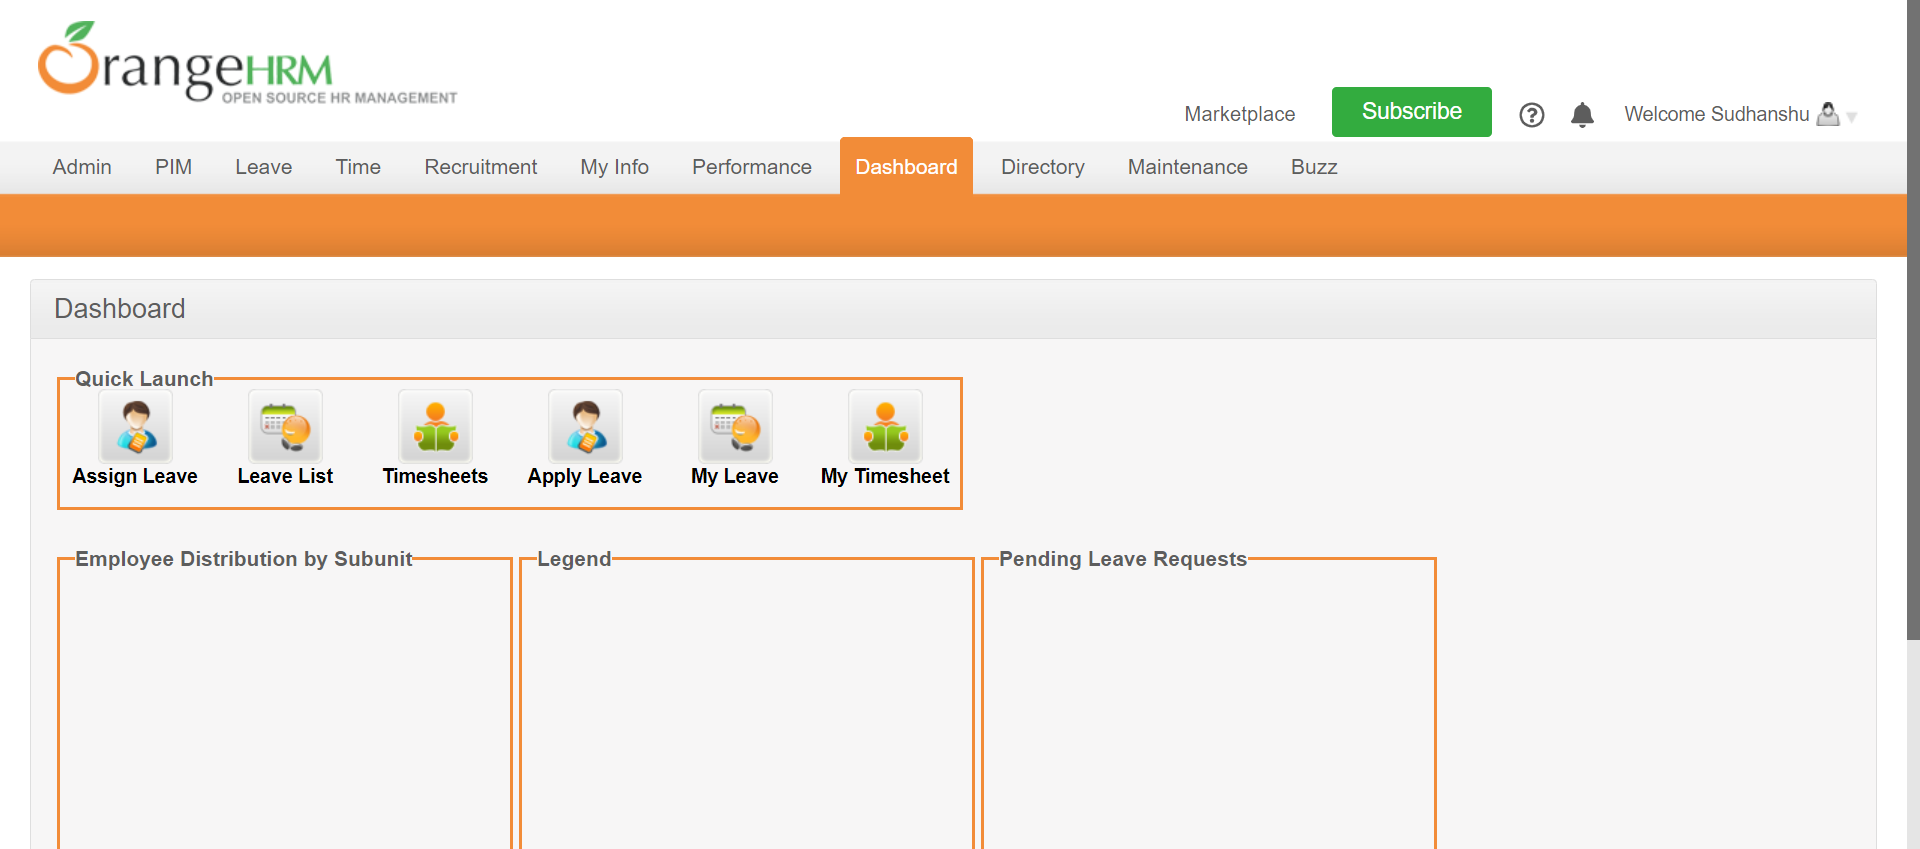 OrangeHRM
OPEN SOURCE HR MANAGEMENT
Marketplace
Subscribe
Welcome Sudhanshu
Admin
PIM
Leave
Time
Recruitment
My Info
Performance
Dashboard
Directory
Maintenance
Buzz
Dashboard
Quick Launch
Assign Leave
Leave List
Timesheets
Apply Leave
My Leave
My Timesheet
Employee Distribution by Subunit
Legend
Pending Leave Requests